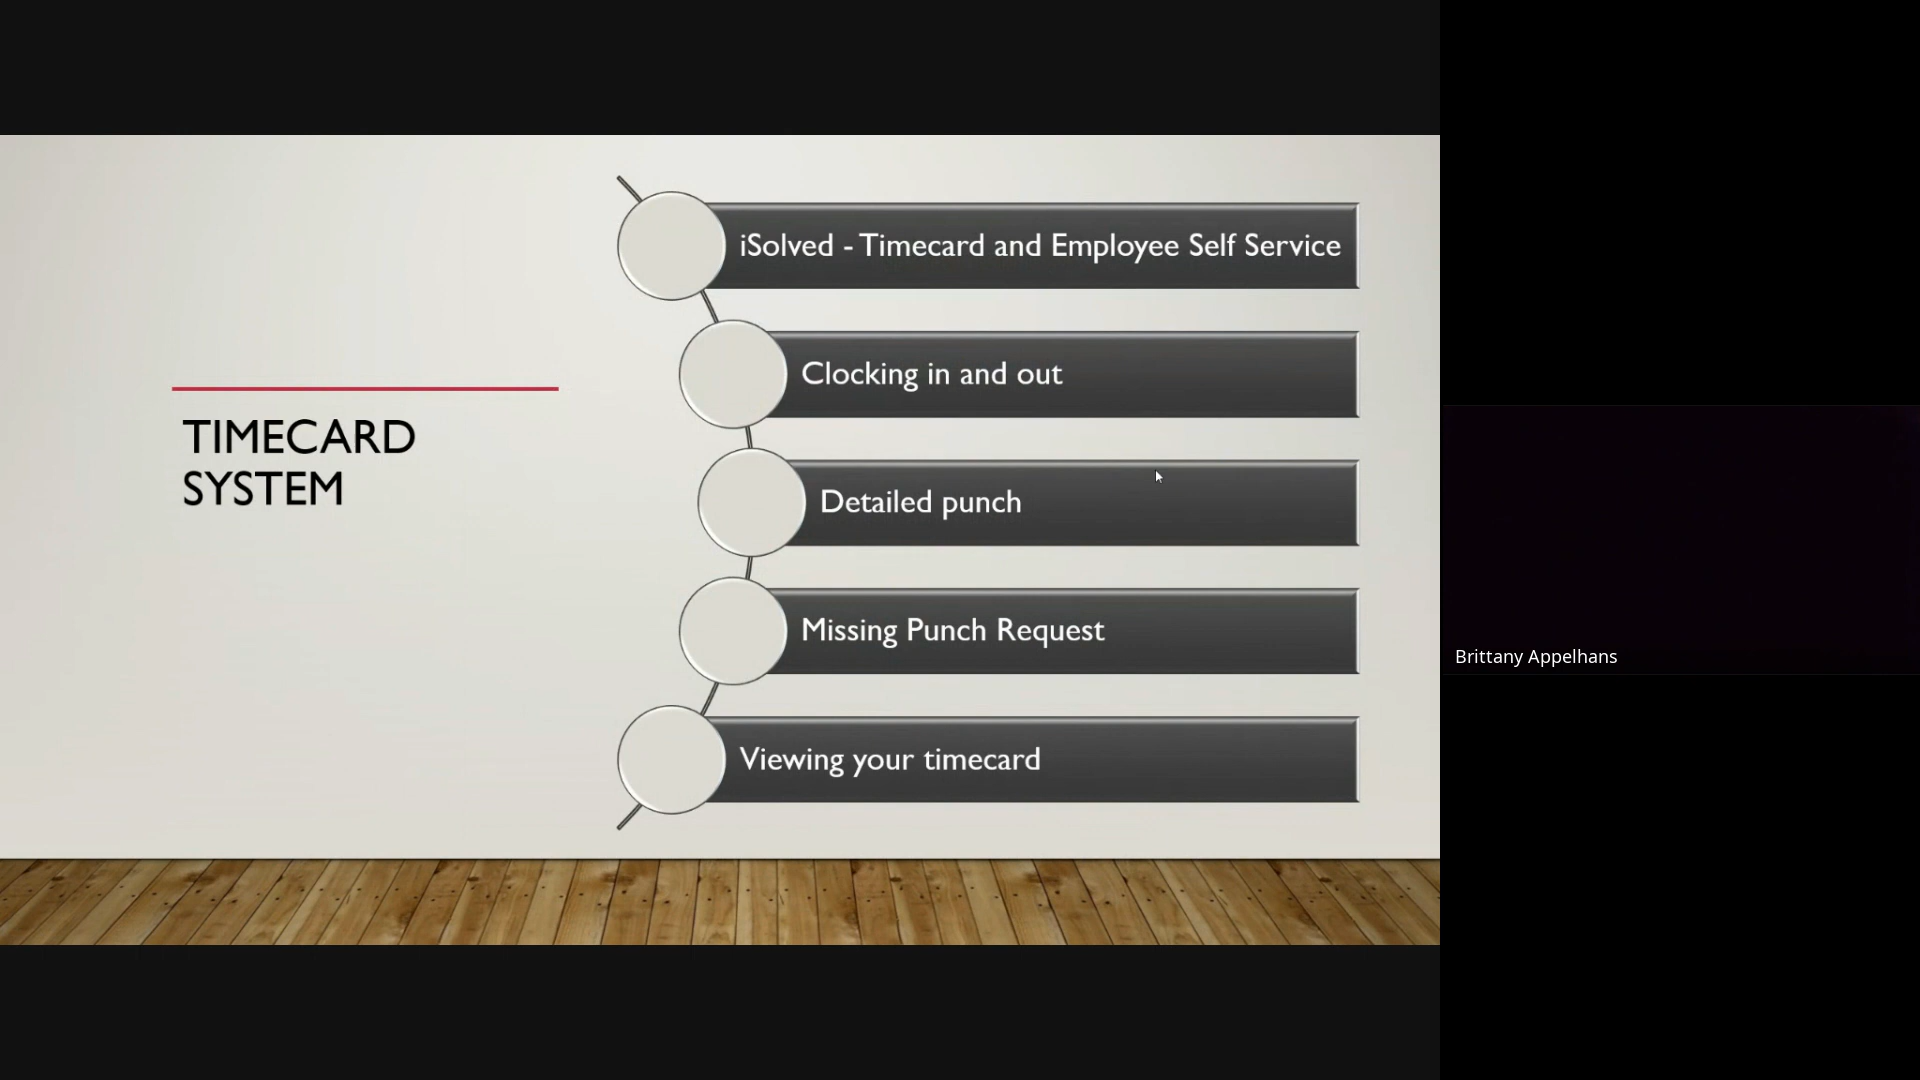 TIMECARD
SYSTEM
iSolved - Timecard and Employee Self Service
Clocking in and out
Detailed punch
Missing Punch Request
Viewing your timecard
Brittany Appelhans